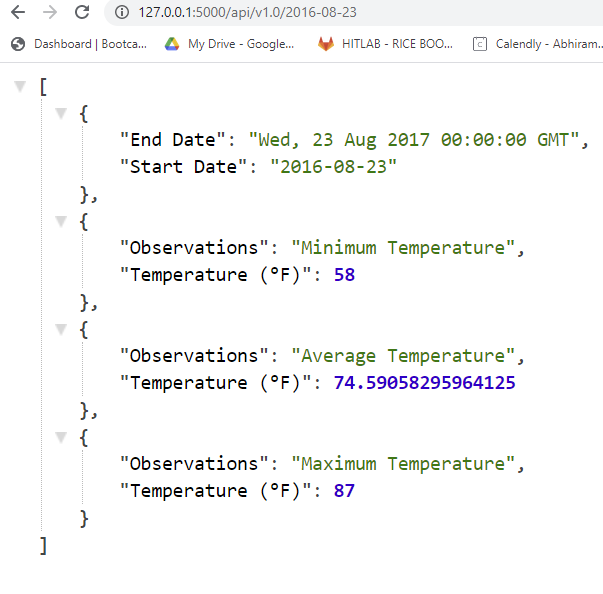 127.0.0.1:5000/api/v1.0/2016-08-23
Dashboard | Bootca... My Drive - Google... HITLAB - RICE BOO... Calendly - Abhiram...
[
{
"End Date": "Wed, 23 Aug 2017 00:00:00 GMT",
"Start Date": "2016-08-23"
},
{
"Observations": "Minimum Temperature",
"Temperature (°F)": 58
},
{
"Observations": "Average Temperature",
"Temperature (°F)": 74.59058295964125
},
{
"Observations": "Maximum Temperature",
"Temperature (°F)": 87
}
]